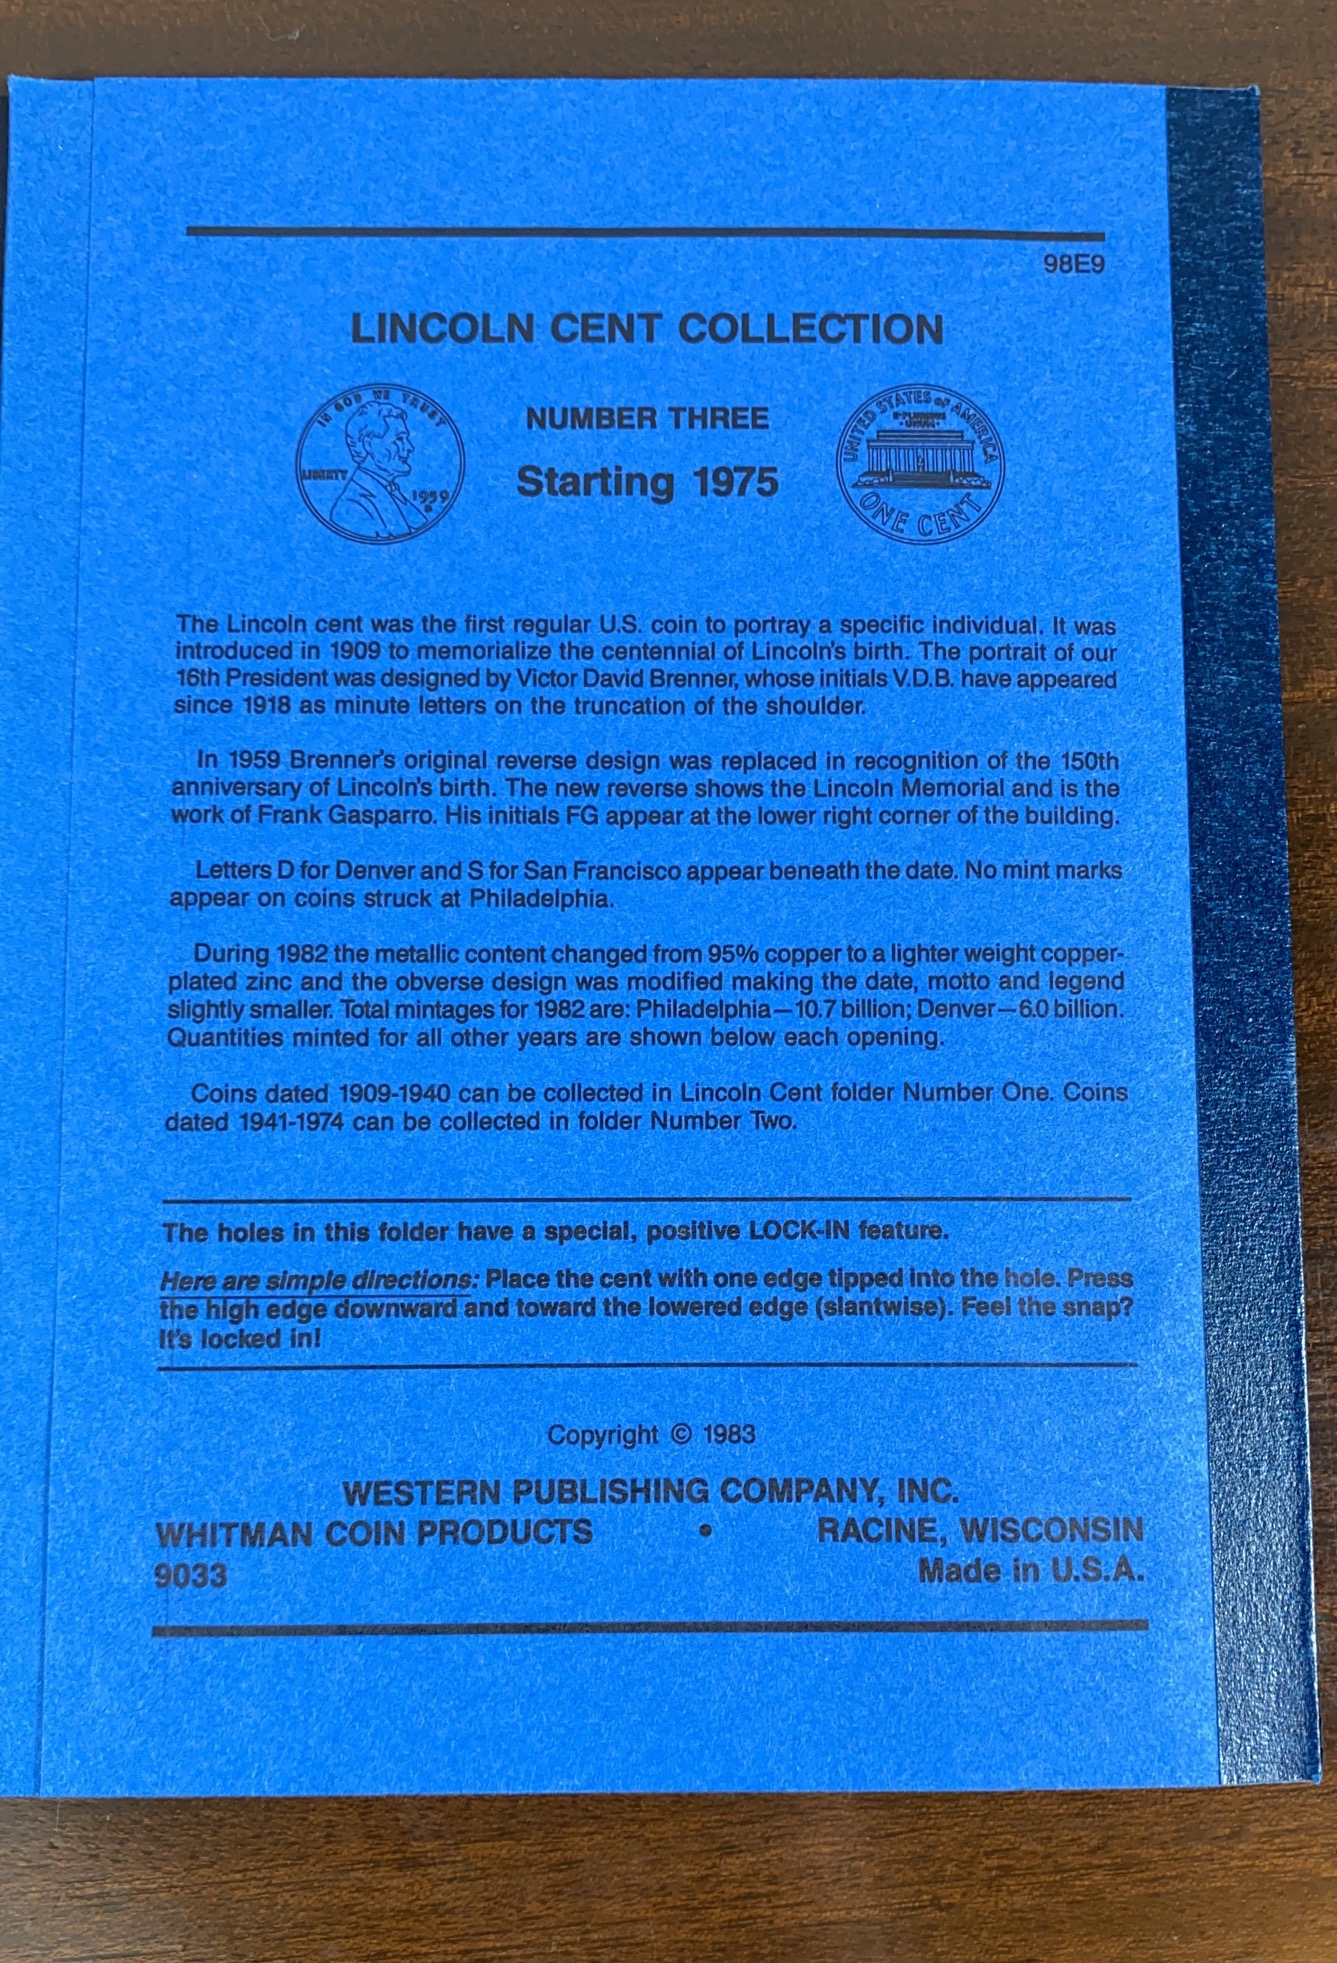 98E9
LINCOLN CENT COLLECTION
IN GOD WE TRUST
LIBERTY
1959
NUMBER THREE
Starting 1975
UNITED STATES of AMERICA
E·PLURIBUS
·UNUM·
ONE CENT
The Lincoln cent was the first regular U.S. coin to portray a specific individual. It was
introduced in 1909 to memorialize the centennial of Lincoln's birth. The portrait of our
16th President was designed by Victor David Brenner, whose initials V.D.B. have appeared
since 1918 as minute letters on the truncation of the shoulder.
In 1959 Brenner's original reverse design was replaced in recognition of the 150th
anniversary of Lincoln's birth. The new reverse shows the Lincoln Memorial and is the
work of Frank Gasparro. His initials FG appear at the lower right corner of the building.
Letters D for Denver and S for San Francisco appear beneath the date. No mint marks
appear on coins struck at Philadelphia.
During 1982 the metallic content changed from 95% copper to a lighter weight copper-
plated zinc and the obverse design was modified making the date, motto and legend
slightly smaller. Total mintages for 1982 are: Philadelphia—10.7 billion; Denver—6.0 billion.
Quantities minted for all other years are shown below each opening.
Coins dated 1909-1940 can be collected in Lincoln Cent folder Number One. Coins
dated 1941-1974 can be collected in folder Number Two.
The holes in this folder have a special, positive LOCK-IN feature.
Here are simple directions: Place the cent with one edge tipped into the hole. Press
the high edge downward and toward the lowered edge (slantwise). Feel the snap?
It's locked in!
Copyright © 1983
WESTERN PUBLISHING COMPANY, INC.
WHITMAN COIN PRODUCTS • RACINE, WISCONSIN
9033 Made in U.S.A.